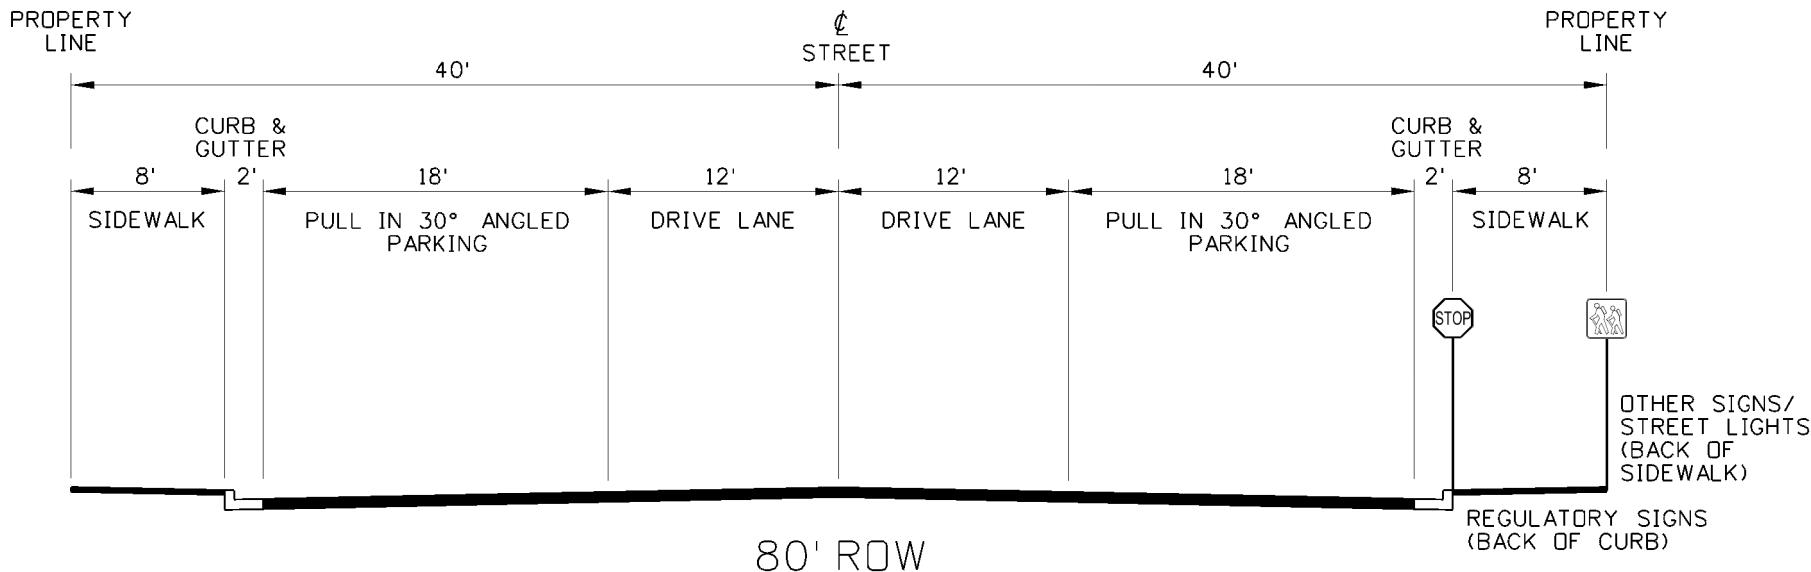 PROPERTY
LINE
℄
STREET
PROPERTY
LINE
40'
40'
CURB &
GUTTER
CURB &
GUTTER
8'
2'
18'
12'
12'
18'
2'
8'
SIDEWALK
PULL IN 30° ANGLED
PARKING
DRIVE LANE
DRIVE LANE
PULL IN 30° ANGLED
PARKING
SIDEWALK
STOP
OTHER SIGNS/
STREET LIGHTS
(BACK OF
SIDEWALK)
REGULATORY SIGNS
(BACK OF CURB)
80' ROW